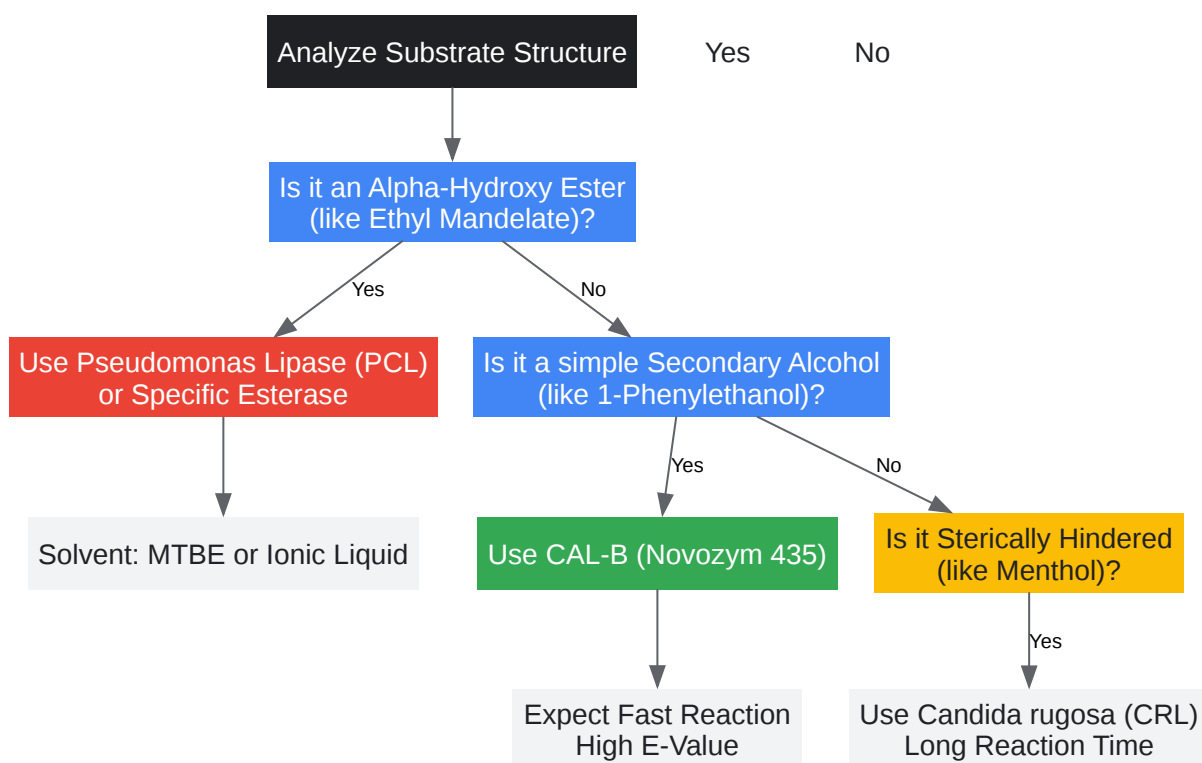 Analyze Substrate Structure
Yes
No
Is it an Alpha-Hydroxy Ester
(like Ethyl Mandelate)?
Yes
No
Use Pseudomonas Lipase (PCL)
or Specific Esterase
Is it a simple Secondary Alcohol
(like 1-Phenylethanol)?
Yes
No
Solvent: MTBE or Ionic Liquid
Use CAL-B (Novozym 435)
Is it Sterically Hindered
(like Menthol)?
Yes
Expect Fast Reaction
High E-Value
Use Candida rugosa (CRL)
Long Reaction Time